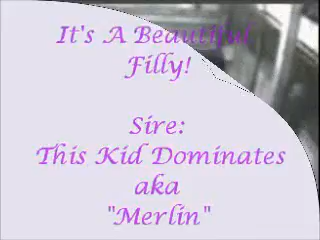 It's A Beautiful
Filly!
Sire:
This Kid Dominates
aka
"Merlin"